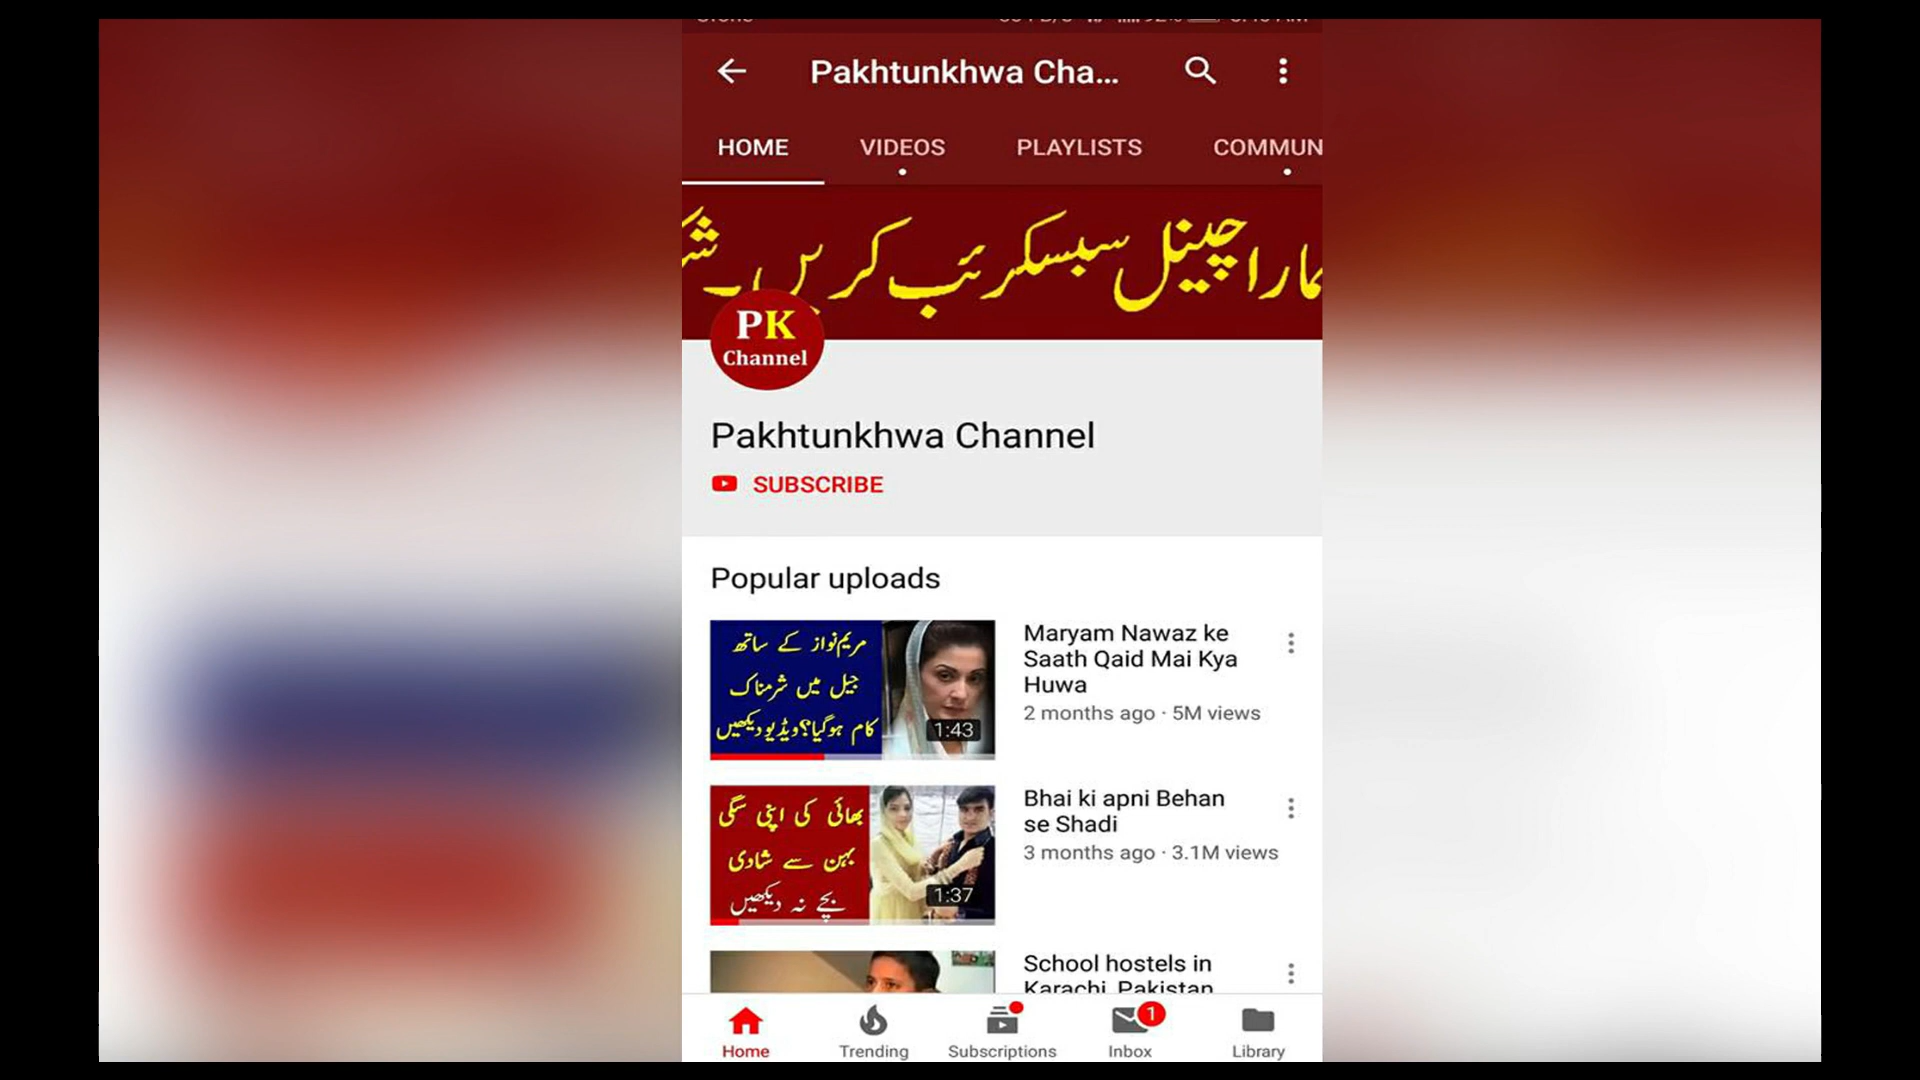 Pakhtunkhwa Cha...
HOME VIDEOS PLAYLISTS COMMUN
ہمارا چینل سبسکرئب کریں۔
PK
Channel
Pakhtunkhwa Channel
SUBSCRIBE
Popular uploads
مریم نواز کے ساتھ
جیل میں شرمناک
کام ہوگیا؟ ویڈیو دیکھیں
1:43
Maryam Nawaz ke
Saath Qaid Mai Kya
Huwa
2 months ago · 5M views
بھائی کی اپنی سگی
بہن سے شادی
بچے نہ دیکھیں
1:37
Bhai ki apni Behan
se Shadi
3 months ago · 3.1M views
School hostels in
Karachi, Pakistan
1
Home Trending Subscriptions Inbox Library